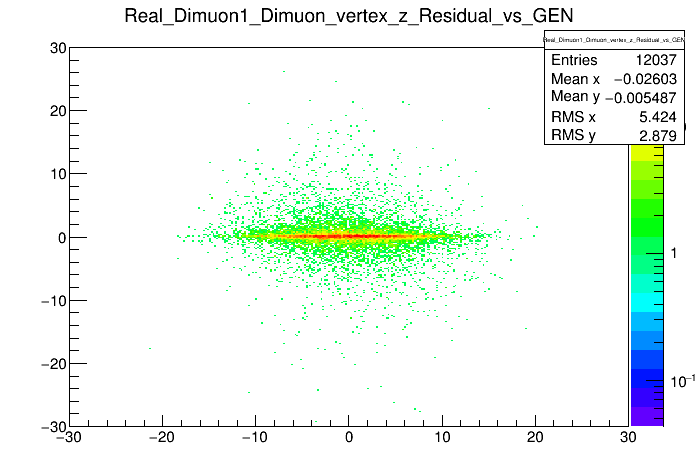 Real_Dimuon1_Dimuon_vertex_z_Residual_vs_GEN
Real_Dimuon1_Dimuon_vertex_z_Residual_vs_GEN
Entries 12037
Mean x −0.02603
Mean y −0.005487
RMS x 5.424
RMS y 2.879
30
20
10
0
−10
−20
−30
−30 −20 −10 0 10 20 30
1
10⁻¹